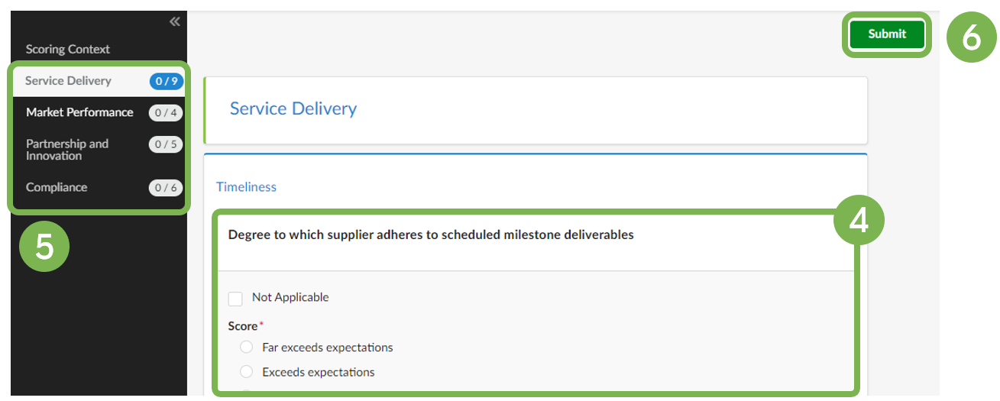 «
Scoring Context
Service Delivery 0 / 9
Market Performance 0 / 4
Partnership and
Innovation 0 / 5
Compliance 0 / 6
5
Submit
6
Service Delivery
Timeliness
4
Degree to which supplier adheres to scheduled milestone deliverables
Not Applicable
Score*
Far exceeds expectations
Exceeds expectations